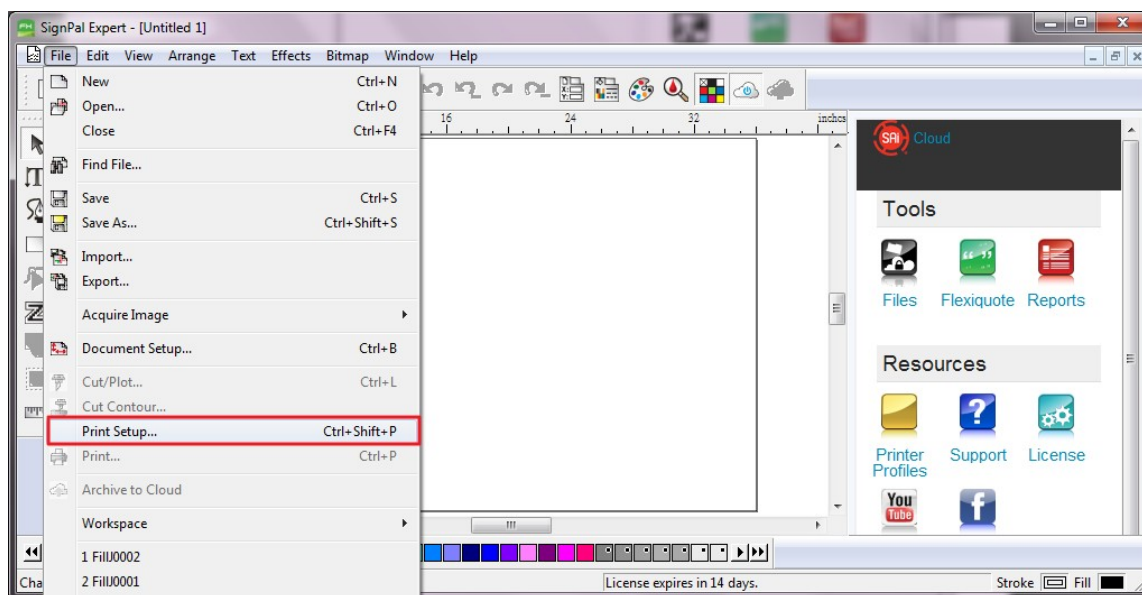 SignPal Expert - [Untitled 1]
File Edit View Arrange Text Effects Bitmap Window Help
New Ctrl+N
Open... Ctrl+O
Close Ctrl+F4
Find File...
Save Ctrl+S
Save As... Ctrl+Shift+S
Import...
Export...
Acquire Image
Document Setup... Ctrl+B
Cut/Plot... Ctrl+L
Cut Contour...
Print Setup... Ctrl+Shift+P
Print... Ctrl+P
Archive to Cloud
Workspace
1 FillJ0002
2 FillJ0001
16 24 32 inches
SAi Cloud
Tools
Files Flexiquote Reports
Resources
Printer Profiles Support License
You
Tube
f
Cha
License expires in 14 days.
Stroke Fill